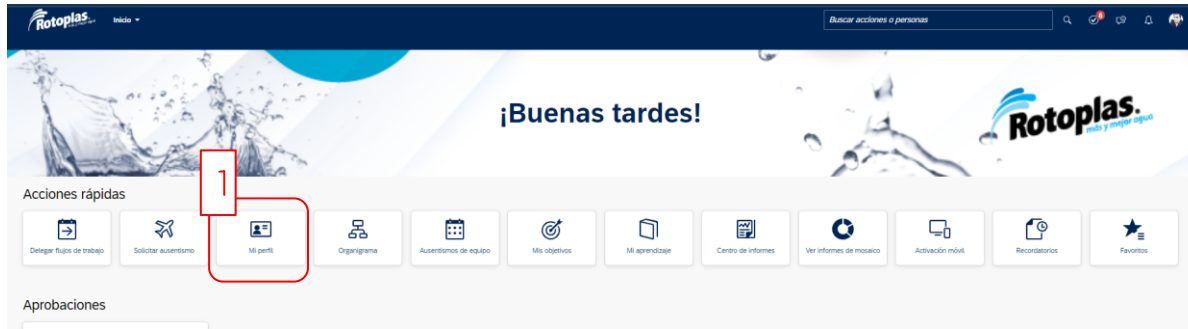 Rotoplas
Inicio
Buscar acciones o personas
6
¡Buenas tardes!
Rotoplas.
más y mejor agua
Acciones rápidas
1
Delegar flujos de trabajo
Solicitar ausentismo
Mi perfil
Organigrama
Ausentismos de equipo
Mis objetivos
Mi aprendizaje
Centro de informes
Ver informes de mosaico
Activación móvil
Recordatorios
Favoritos
Aprobaciones